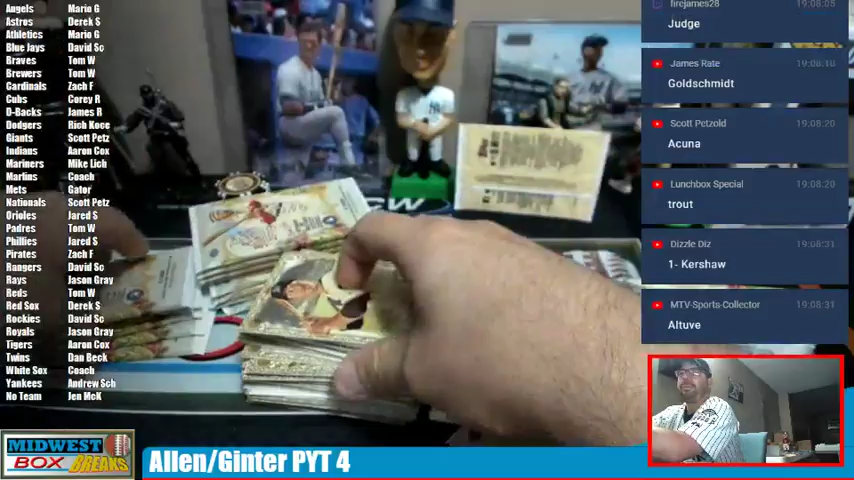 Angels Mario G
Astros Derek S
Athletics Mario G
Blue Jays David Sc
Braves Tom W
Brewers Tom W
Cardinals Zach F
Cubs Corey R
D-Backs James R
Dodgers Rich Koce
Giants Scott Petz
Indians Aaron Cox
Mariners Mike Lich
Marlins Coach
Mets Gator
Nationals Scott Petz
Orioles Jared S
Padres Tom W
Phillies Jared S
Pirates Zach F
Rangers David Sc
Rays Jason Gray
Reds Tom W
Red Sox Derek S
Rockies David Sc
Royals Jason Gray
Tigers Aaron Cox
Twins Dan Beck
White Sox Coach
Yankees Andrew Sch
No Team Jen McK
firejames28 19:08:05
Judge
James Rate 19:08:10
Goldschmidt
Scott Petzold 19:08:20
Acuna
Lunchbox Special 19:08:20
trout
Dizzle Diz 19:08:31
1- Kershaw
MTV-Sports-Collector 19:08:31
Altuve
MIDWEST
BOX BREAKS
Allen/Ginter PYT 4